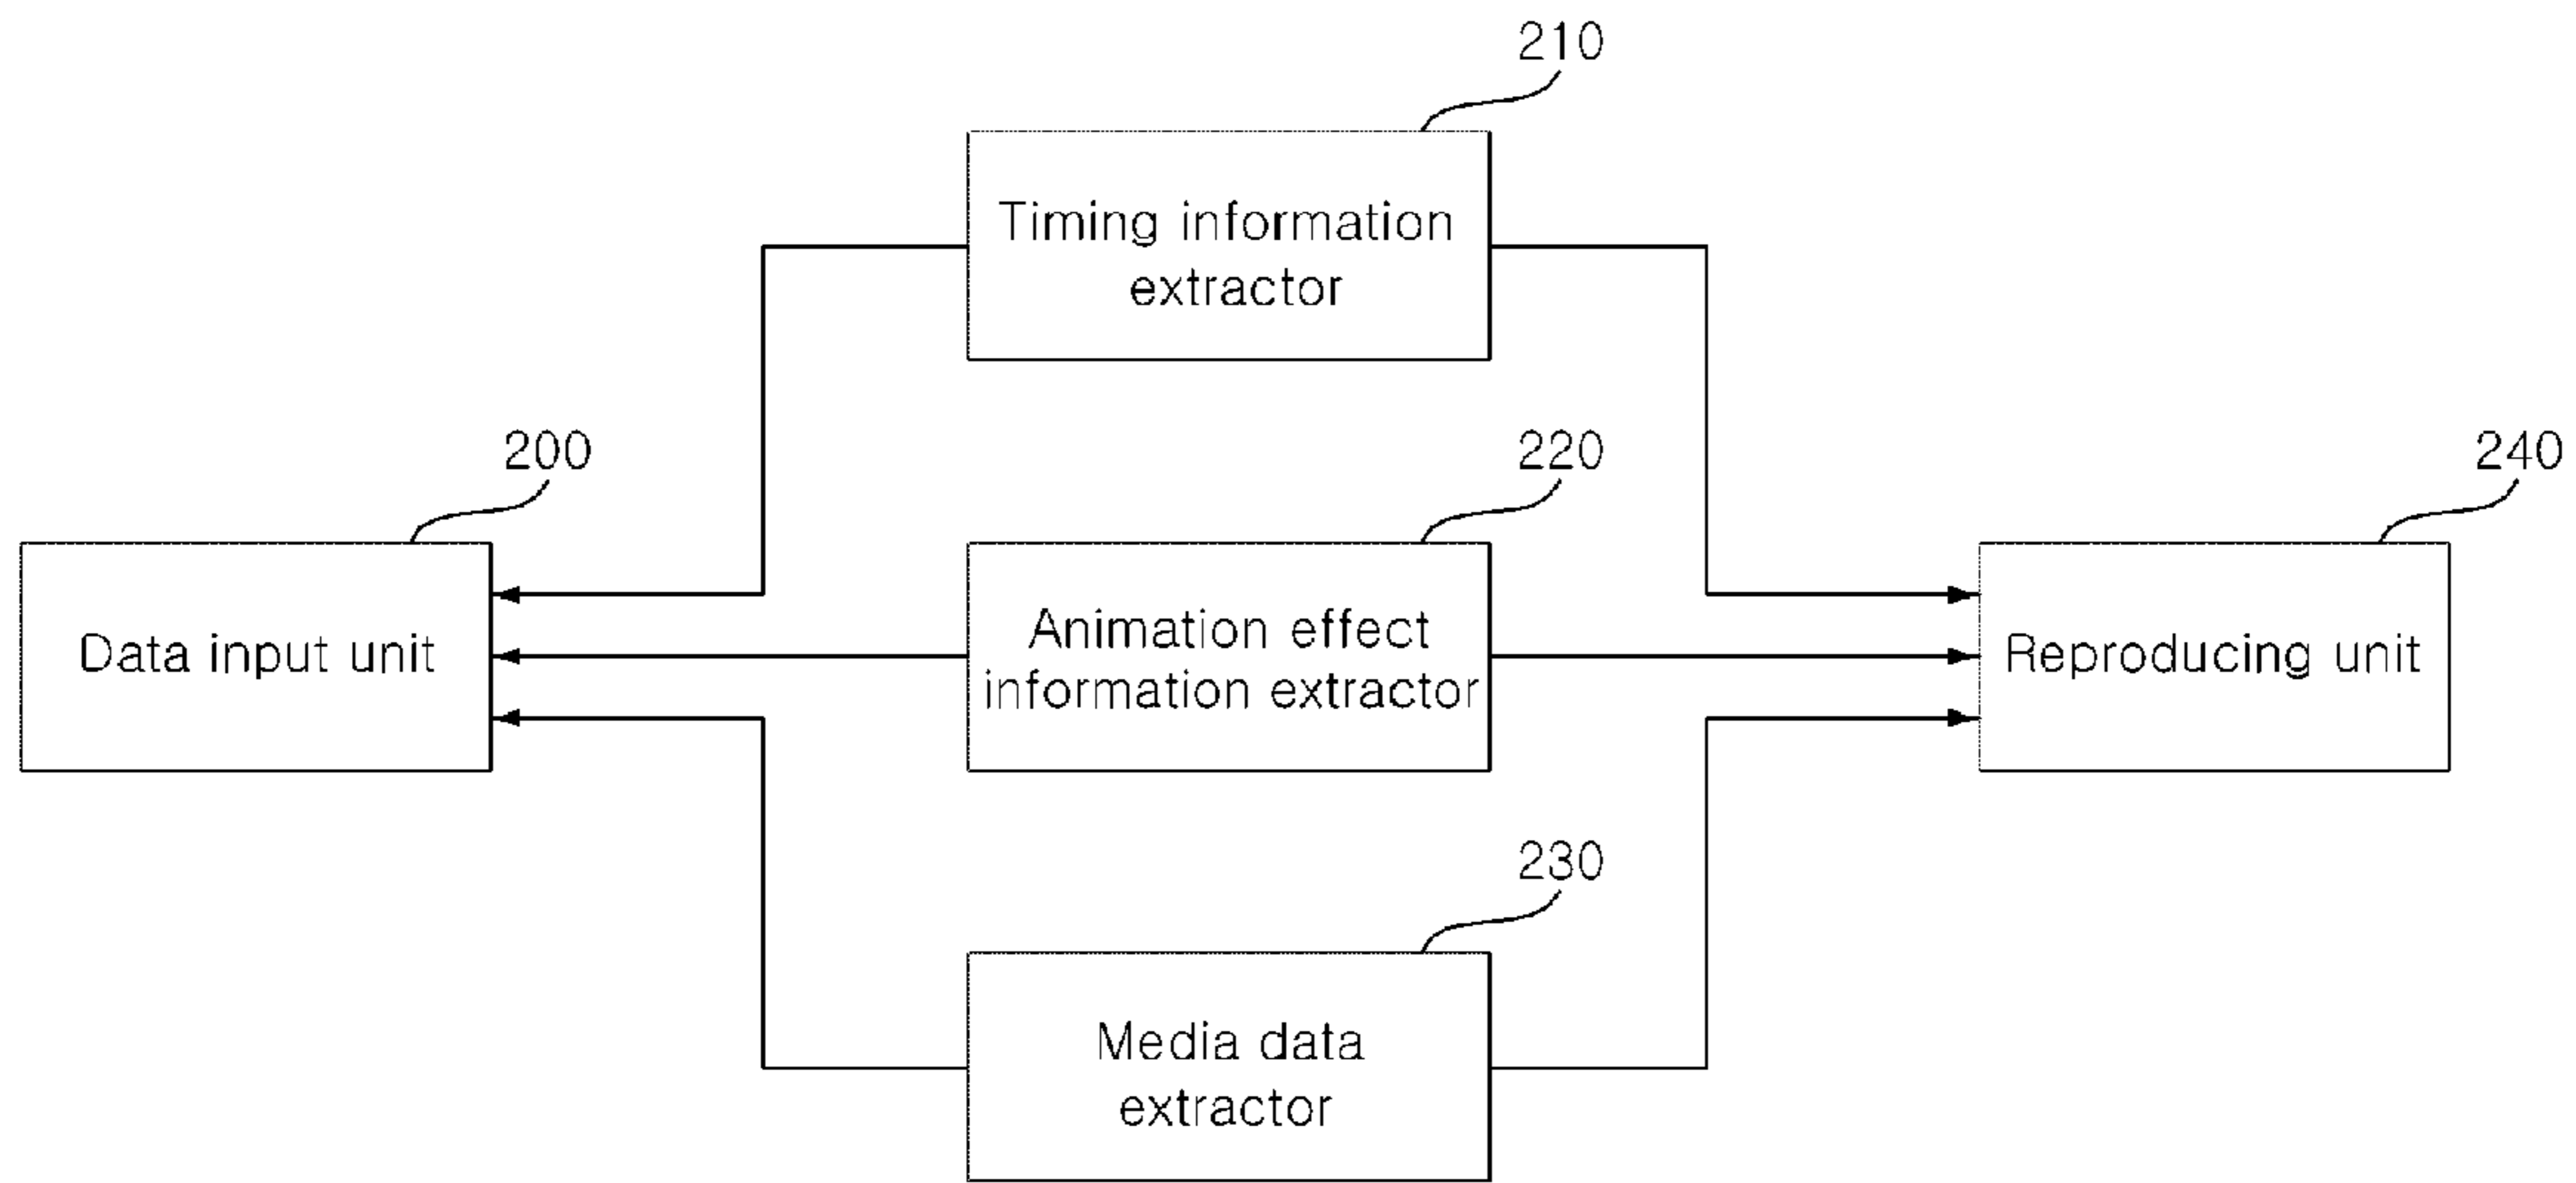 210
Timing information
extractor
200
Data input unit
220
Animation effect
information extractor
240
Reproducing unit
230
Media data
extractor